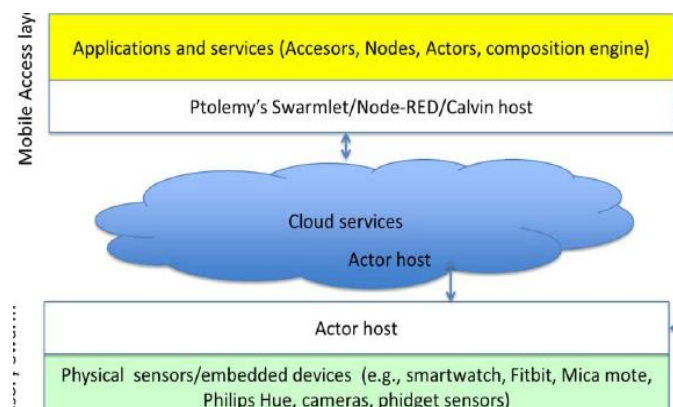 Mobile Access
Applications and services (Accesors, Nodes, Actors, composition engine)
Ptolemy's Swarmlet/Node-RED/Calvin host
Cloud services
Actor host
Actor host
Physical sensors/embedded devices (e.g., smartwatch, Fitbit, Mica mote,
Philips Hue, cameras, phidget sensors)